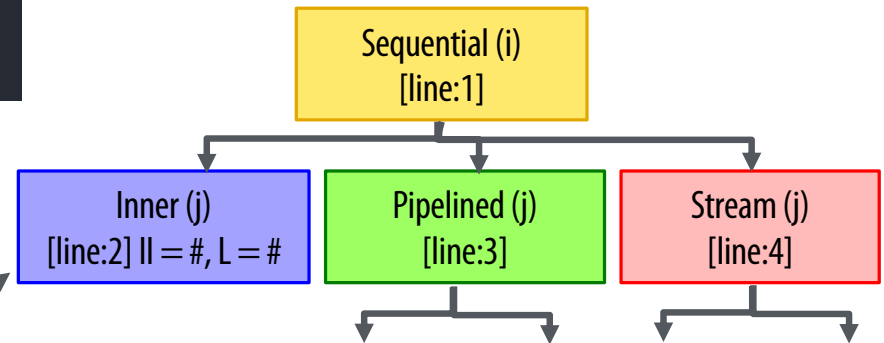 Sequential (i)
[line:1]
Inner (j)
[line:2] II = #, L = #
Pipelined (j)
[line:3]
Stream (j)
[line:4]